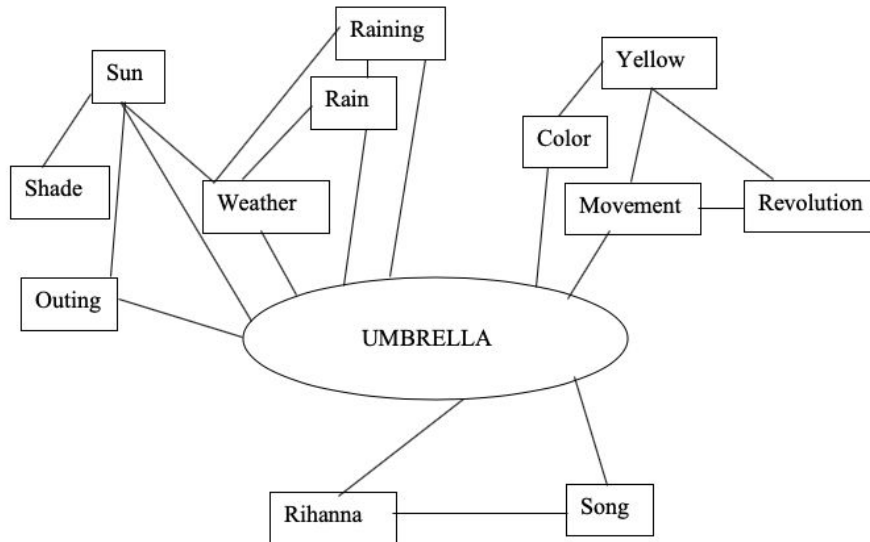 Raining
Sun
Yellow
Rain
Color
Shade
Weather
Movement
Revolution
Outing
UMBRELLA
Rihanna
Song